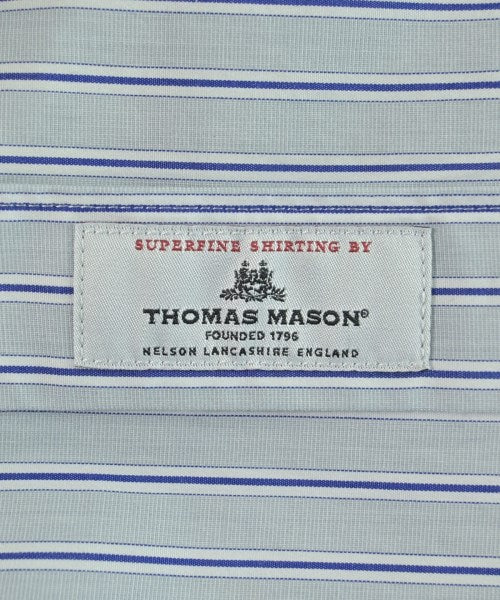 SUPERFINE SHIRTING BY
THOMAS MASON®
FOUNDED 1796
NELSON LANCASHIRE ENGLAND